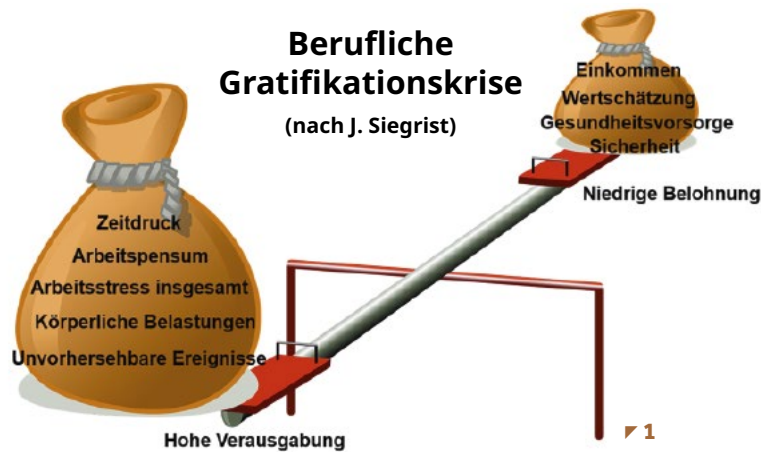 Berufliche
Gratifikationskrise
(nach J. Siegrist)
Einkommen
Wertschätzung
Gesundheitsvorsorge
Sicherheit
Niedrige Belohnung
Zeitdruck
Arbeitspensum
Arbeitsstress insgesamt
Körperliche Belastungen
Unvorhersehbare Ereignisse
Hohe Verausgabung
1